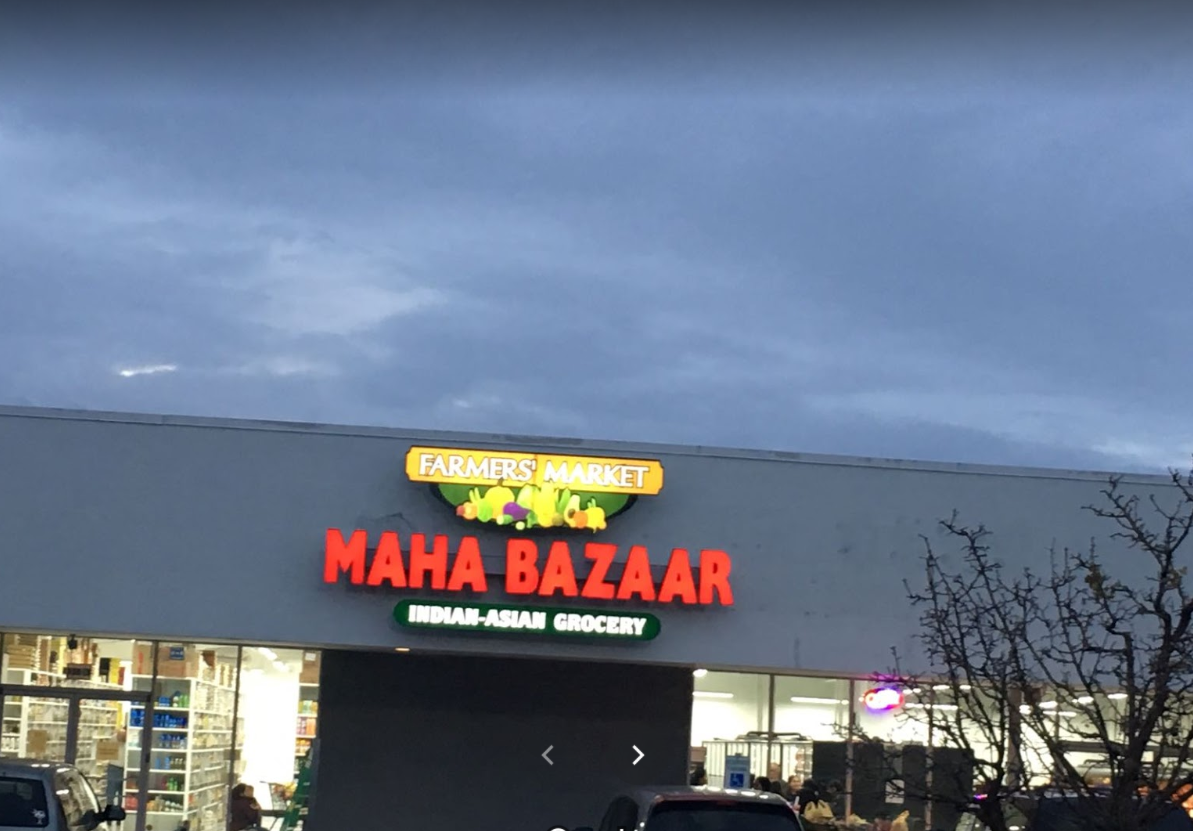 FARMERS' MARKET
MAHA BAZAAR
INDIAN-ASIAN GROCERY